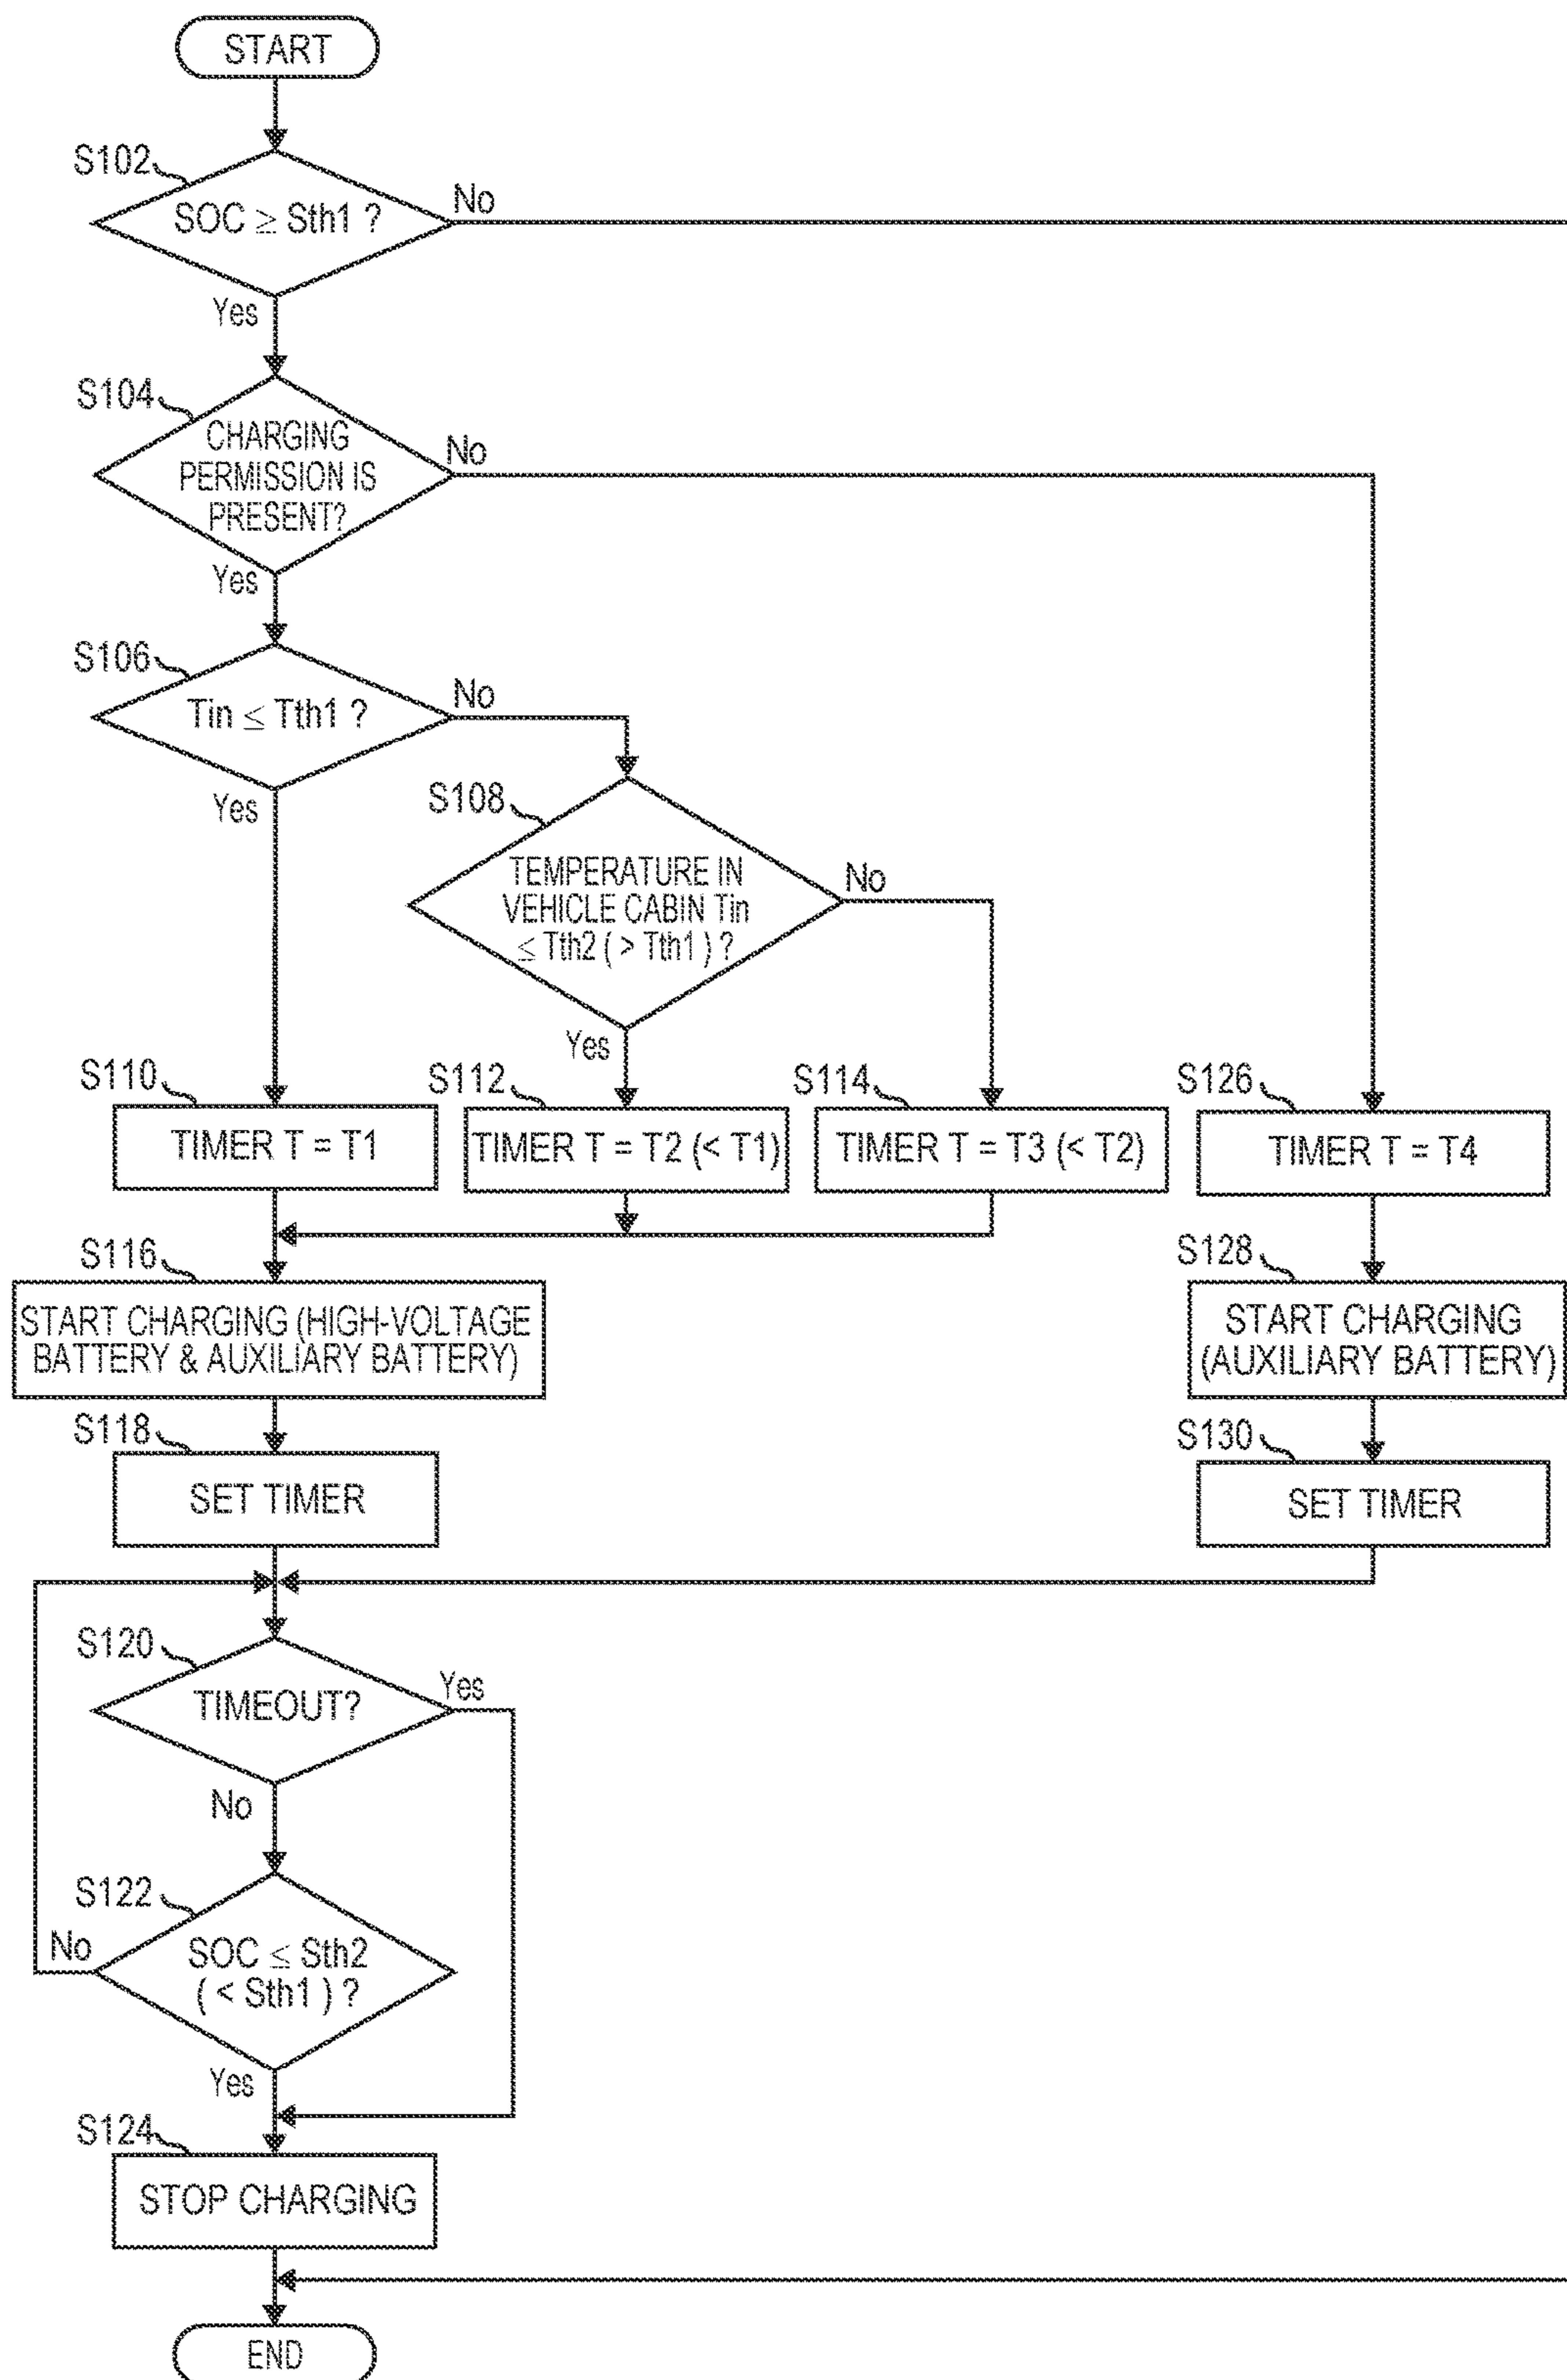 START
S102
SOC ≥ Sth1 ?
No
Yes
S104
CHARGING
PERMISSION IS
PRESENT?
No
Yes
S106
Tin ≤ Tth1 ?
No
Yes
S108
TEMPERATURE IN
VEHICLE CABIN Tin
≤ Tth2 ( > Tth1 ) ?
No
Yes
S110
TIMER T = T1
S112
TIMER T = T2 (< T1)
S114
TIMER T = T3 (< T2)
S126
TIMER T = T4
S116
START CHARGING (HIGH-VOLTAGE
BATTERY & AUXILIARY BATTERY)
S128
START CHARGING
(AUXILIARY BATTERY)
S118
SET TIMER
S130
SET TIMER
S120
TIMEOUT?
Yes
No
S122
SOC ≤ Sth2
( < Sth1 ) ?
No
Yes
S124
STOP CHARGING
END